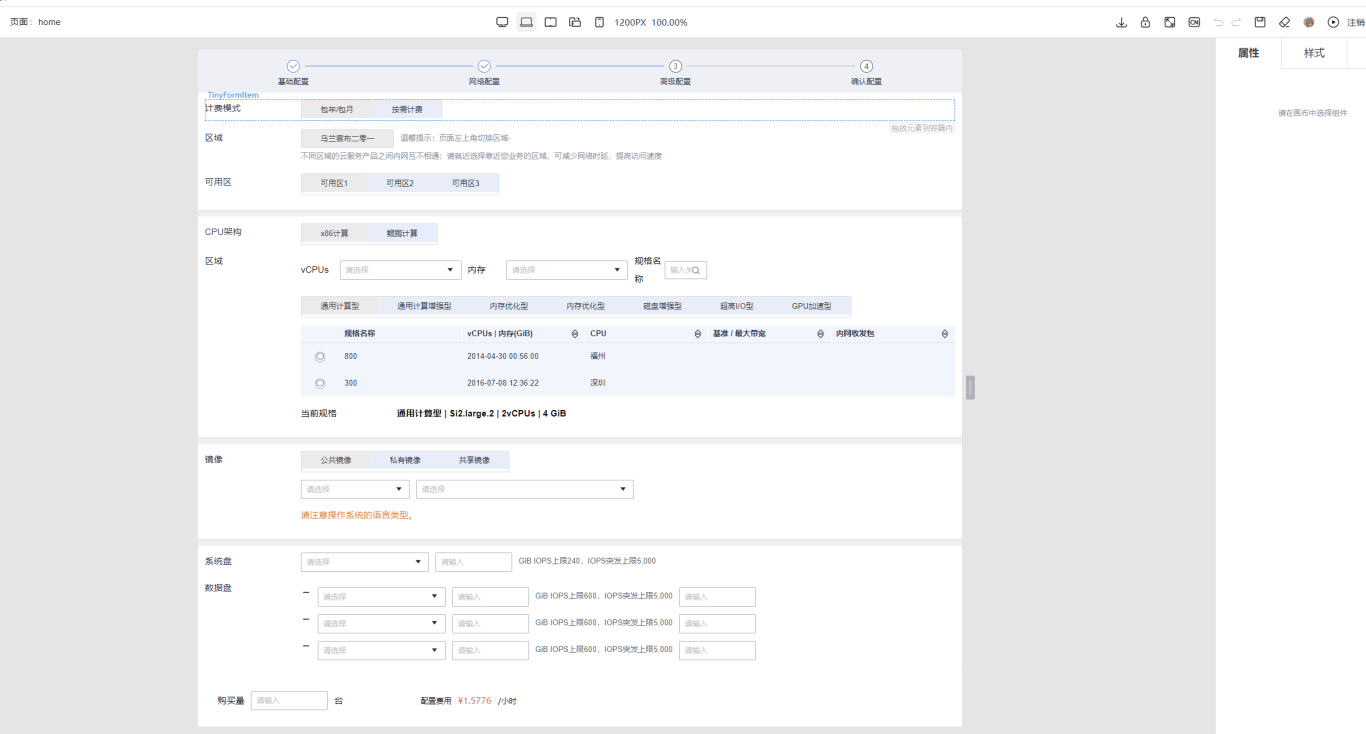 页面：home
1200PX 100.00%
CN
注销
属性 样式
请在画布中选择组件
3 4
基础配置 网络配置 高级配置 确认配置
TinyFormItem
计费模式 包年/包月 按需计费
拖放元素到容器内
区域 乌兰察布二零一 温馨提示：页面左上角切换区域
不同区域的云服务产品之间内网互不相通；请就近选择靠近您业务的区域，可减少网络时延，提高访问速度
可用区 可用区1 可用区2 可用区3
CPU架构 x86计算 鲲鹏计算
区域
vCPUs 请选择 内存 请选择 规格名称 输入关
通用计算型 通用计算增强型 内存优化型 内存优化型 磁盘增强型 超高I/O型 GPU加速型
规格名称 vCPUs | 内存(GiB) CPU 基准 / 最大带宽 内网收发包
800 2014-04-30 00:56:00 福州
300 2016-07-08 12:36:22 深圳
当前规格 通用计算型 | Si2.large.2 | 2vCPUs | 4 GiB
镜像 公共镜像 私有镜像 共享镜像
请选择 请选择
请注意操作系统的语言类型。
系统盘 请选择 请输入 GiB IOPS上限240，IOPS突发上限5,000
数据盘 请选择 请输入 GiB IOPS上限600，IOPS突发上限5,000 请输入
请选择 请输入 GiB IOPS上限600，IOPS突发上限5,000 请输入
请选择 请输入 GiB IOPS上限600，IOPS突发上限5,000 请输入
购买量 请输入 台 配置费用 ¥1.5776 /小时